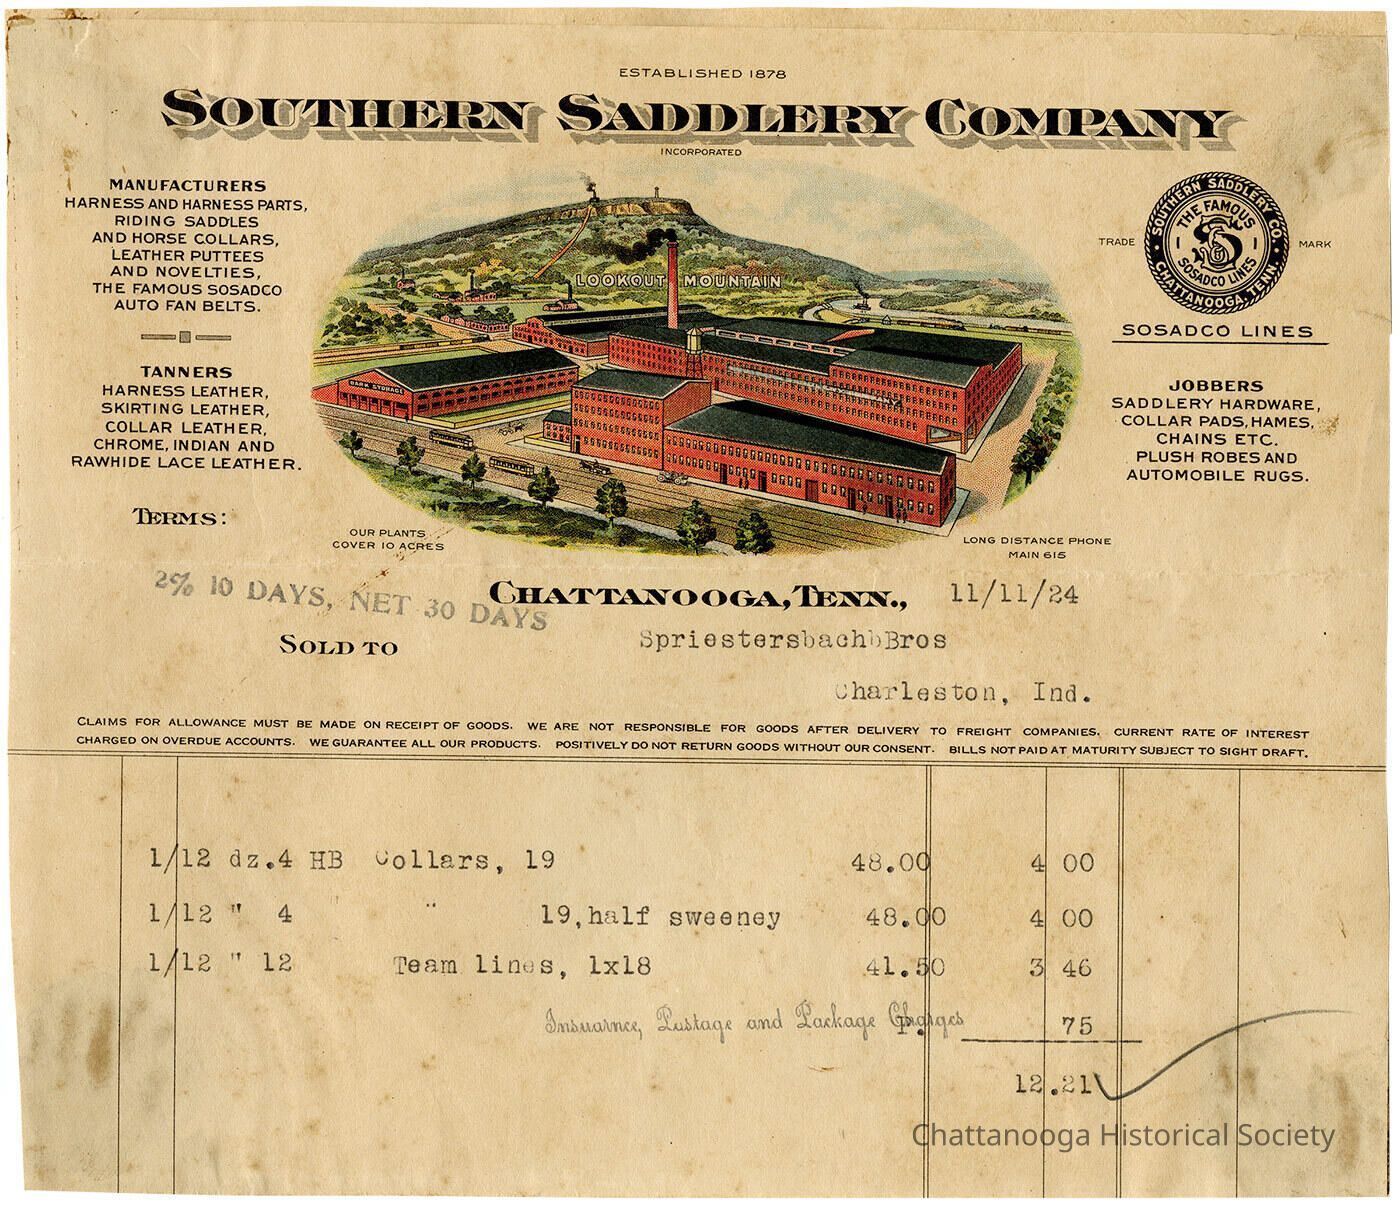 ESTABLISHED 1878
SOUTHERN SADDLERY COMPANY
INCORPORATED
MANUFACTURERS
HARNESS AND HARNESS PARTS,
RIDING SADDLES
AND HORSE COLLARS,
LEATHER PUTTEES
AND NOVELTIES,
THE FAMOUS SOSADCO
AUTO FAN BELTS.
TANNERS
HARNESS LEATHER,
SKIRTING LEATHER,
COLLAR LEATHER,
CHROME, INDIAN AND
RAWHIDE LACE LEATHER.
TERMS:
LOOKOUT MOUNTAIN
BARK STORAGE
OUR PLANTS
COVER 10 ACRES
SOUTHERN SADDLERY CO.
THE FAMOUS
SOSADCO LINES
CHATTANOOGA, TENN.
TRADE MARK
SOSADCO LINES
JOBBERS
SADDLERY HARDWARE,
COLLAR PADS, HAMES,
CHAINS ETC.
PLUSH ROBES AND
AUTOMOBILE RUGS.
LONG DISTANCE PHONE
MAIN 615
2% 10 DAYS, NET 30 DAYS
CHATTANOOGA, TENN., 11/11/24
SOLD TO Spriestersbach Bros
Charleston, Ind.
CLAIMS FOR ALLOWANCE MUST BE MADE ON RECEIPT OF GOODS. WE ARE NOT RESPONSIBLE FOR GOODS AFTER DELIVERY TO FREIGHT COMPANIES. CURRENT RATE OF INTEREST
CHARGED ON OVERDUE ACCOUNTS. WE GUARANTEE ALL OUR PRODUCTS. POSITIVELY DO NOT RETURN GOODS WITHOUT OUR CONSENT. BILLS NOT PAID AT MATURITY SUBJECT TO SIGHT DRAFT.
1/12 dz. 4 HB Collars, 19 48.00 4 00
1/12 " 4 " 19, half sweeney 48.00 4 00
1/12 " 12 Team lines, 1x18 41.50 3 46
Insuarnce, Postage and Package Charges 75
12.21
Chattanooga Historical Society